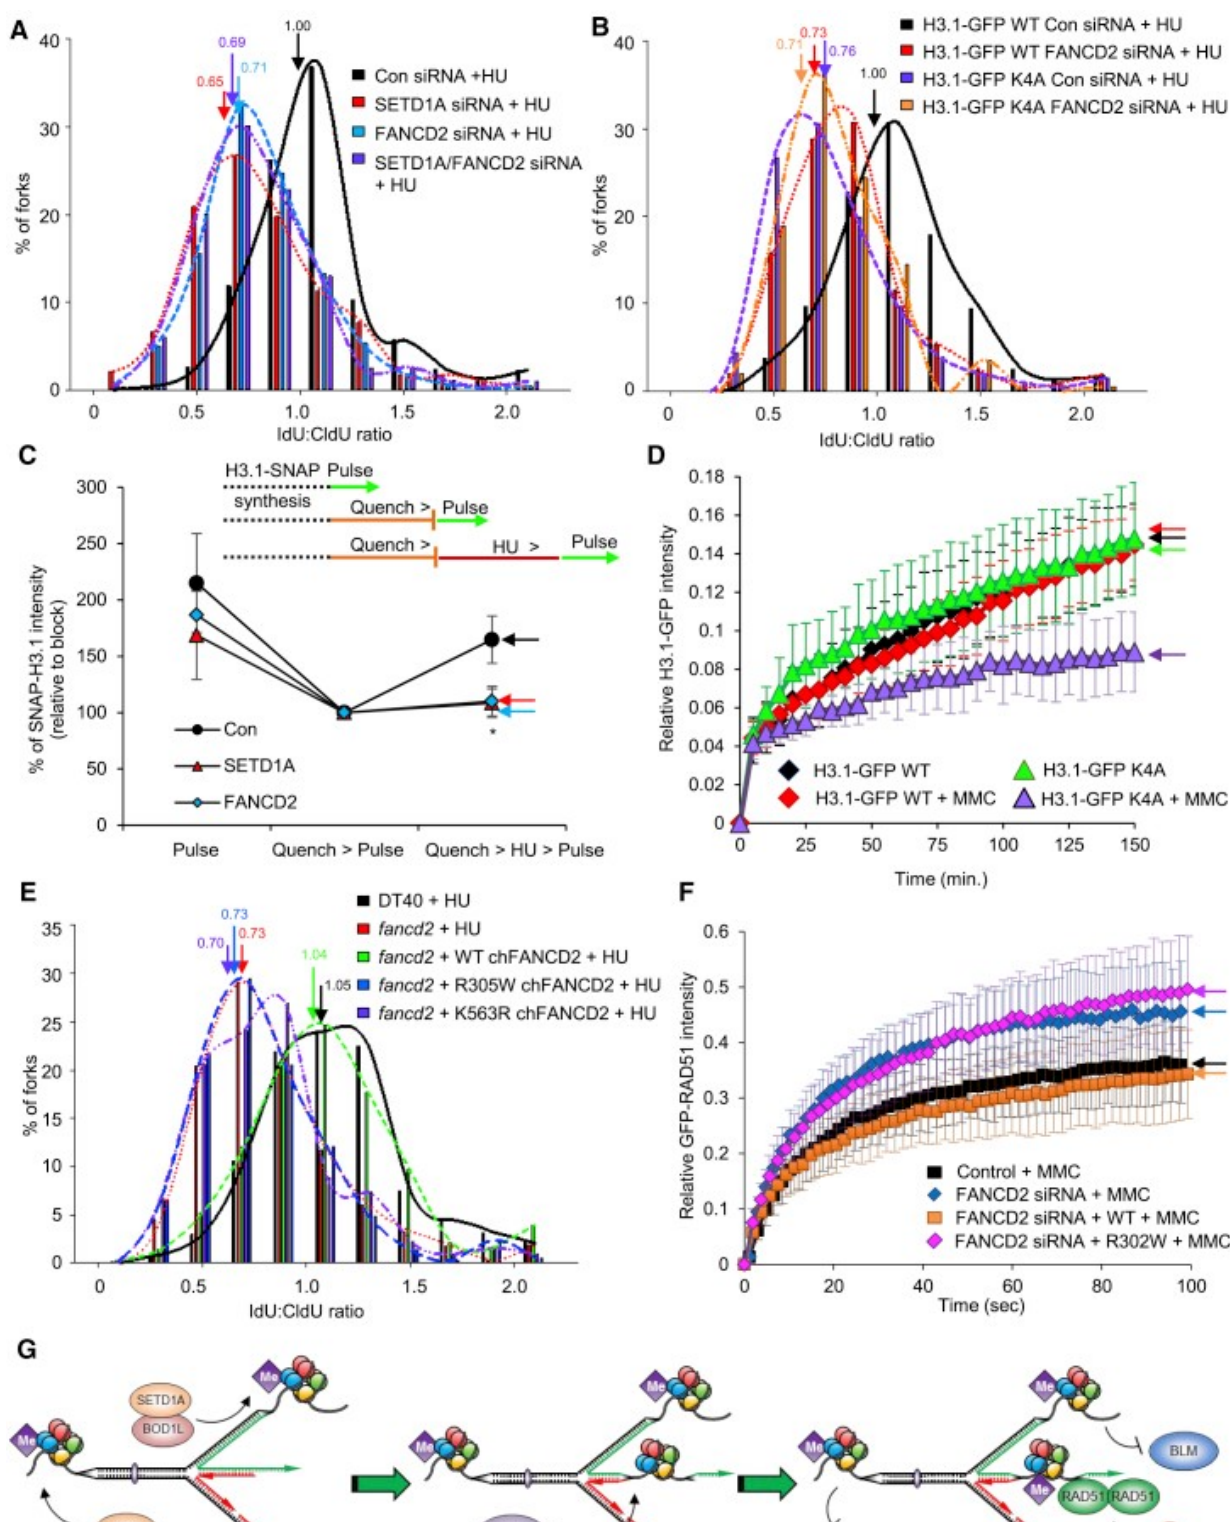 A
1.00
0.69
0.71
0.65
Con siRNA +HU
SETD1A siRNA + HU
FANCD2 siRNA + HU
SETD1A/FANCD2 siRNA
+ HU
% of forks
40
30
20
10
0
0 0.5 1.0 1.5 2.0
IdU:CldU ratio
B
0.71
0.73
0.76
1.00
H3.1-GFP WT Con siRNA + HU
H3.1-GFP WT FANCD2 siRNA + HU
H3.1-GFP K4A Con siRNA + HU
H3.1-GFP K4A FANCD2 siRNA + HU
% of forks
40
30
20
10
0
0 0.5 1.0 1.5 2.0
IdU:CldU ratio
C
H3.1-SNAP Pulse
synthesis
Quench > Pulse
Quench > HU > Pulse
% of SNAP-H3.1 intensity
(relative to block)
300
250
200
150
100
50
0
*
Con
SETD1A
FANCD2
Pulse Quench > Pulse Quench > HU > Pulse
D
Relative H3.1-GFP intensity
0.18
0.16
0.14
0.12
0.1
0.08
0.06
0.04
0.02
0
H3.1-GFP WT
H3.1-GFP K4A
H3.1-GFP WT + MMC
H3.1-GFP K4A + MMC
0 25 50 75 100 125 150
Time (min.)
E
0.73
0.70
0.73
1.04
1.05
DT40 + HU
fancd2 + HU
fancd2 + WT chFANCD2 + HU
fancd2 + R305W chFANCD2 + HU
fancd2 + K563R chFANCD2 + HU
% of forks
35
30
25
20
15
10
5
0
0 0.5 1.0 1.5 2.0
IdU:CldU ratio
F
Relative GFP-RAD51 intensity
0.6
0.5
0.4
0.3
0.2
0.1
0
Control + MMC
FANCD2 siRNA + MMC
FANCD2 siRNA + WT + MMC
FANCD2 siRNA + R302W + MMC
0 20 40 60 80 100
Time (sec)
G
Me
SETD1A
BOD1L
Me
Me
Me
Me
Me
Me
BLM
RAD51 RAD51